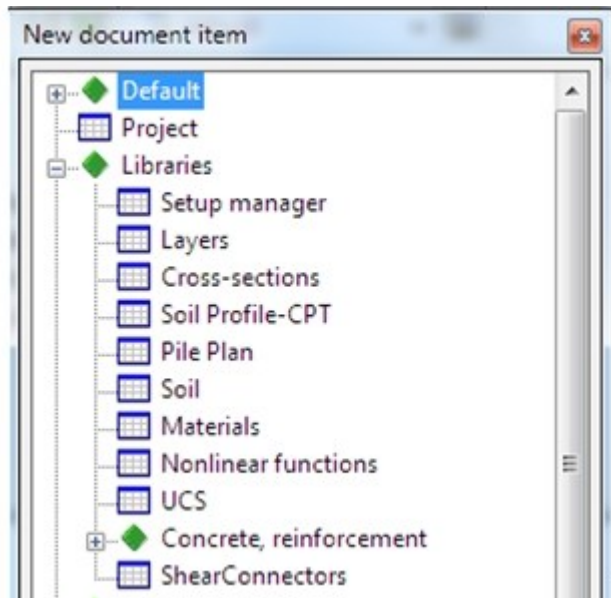 New document item
Default
Project
Libraries
Setup manager
Layers
Cross-sections
Soil Profile-CPT
Pile Plan
Soil
Materials
Nonlinear functions
UCS
Concrete, reinforcement
ShearConnectors